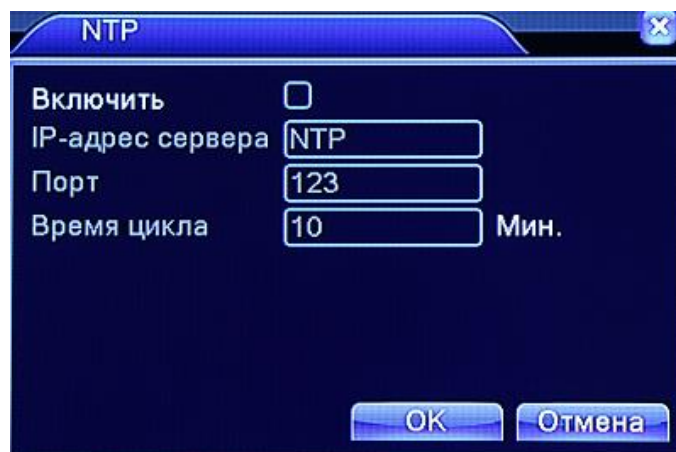 NTP
Включить
IP-адрес сервера NTP
Порт 123
Время цикла 10 Мин.
OK Отмена